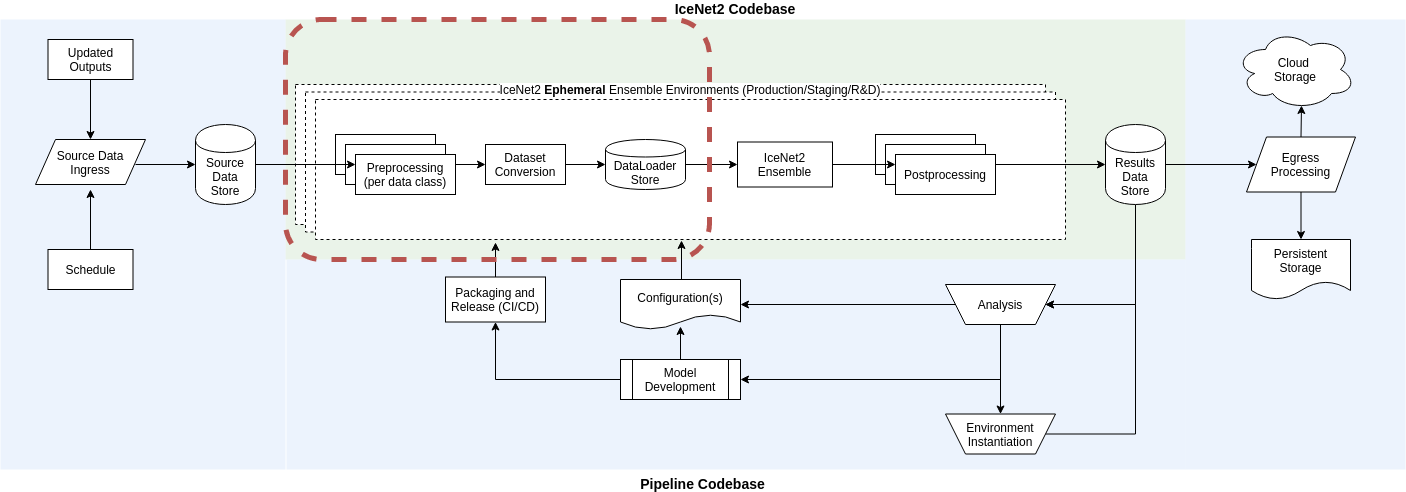 IceNet2 Codebase
Updated
Outputs
Cloud
Storage
IceNet2 Ephemeral Ensemble Environments (Production/Staging/R&D)
Source Data
Ingress
Source
Data
Store
Preprocessing
(per data class)
Dataset
Conversion
DataLoader
Store
IceNet2
Ensemble
Postprocessing
Results
Data
Store
Egress
Processing
Schedule
Packaging and
Release (CI/CD)
Configuration(s)
Analysis
Persistent
Storage
Model
Development
Environment
Instantiation
Pipeline Codebase